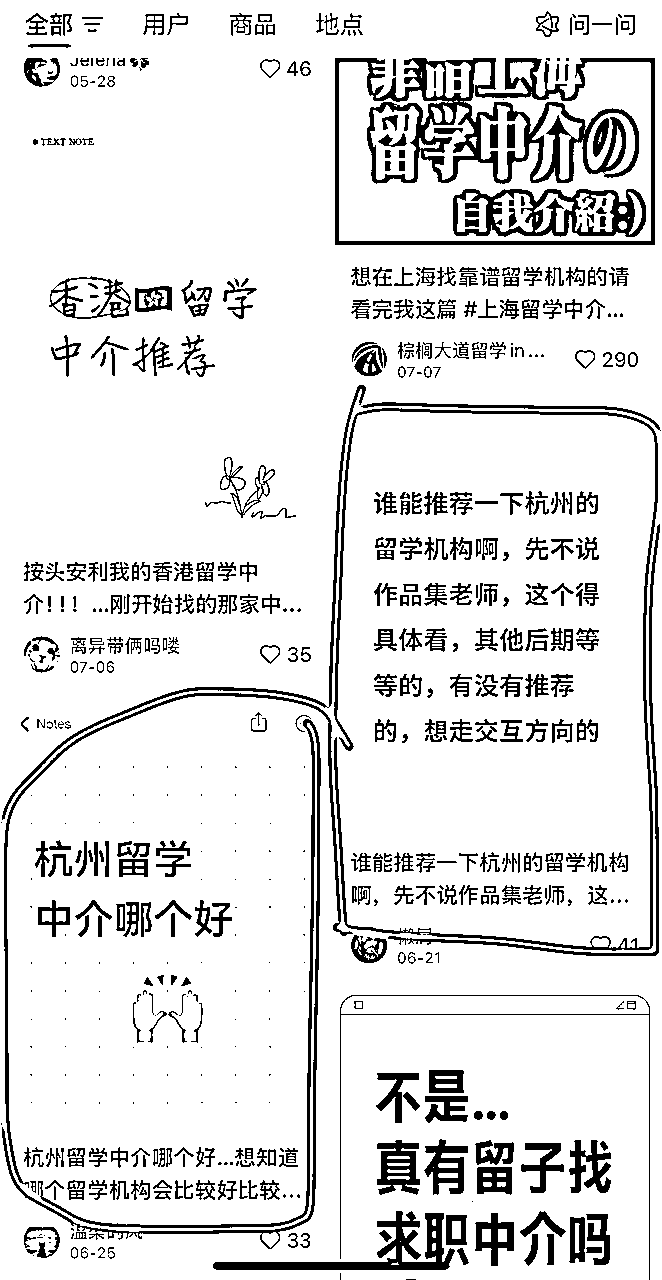 全部 用户 商品 地点 问一问
05-28
46
TEXT NOTE
香港 留学
中介推荐
按头安利我的香港留学中
介!!! ...刚开始找的那家中...
离异带俩吗喽
07-06
35
Notes
杭州留学
中介哪个好
杭州留学中介哪个好...想知道
哪个留学机构会比较好比较...
06-25
33
留学中介の
自我介紹:)
想在上海找靠谱留学机构的请
看完我这篇 #上海留学中介...
棕榈大道留学in...
07-07
290
谁能推荐一下杭州的
留学机构啊，先不说
作品集老师，这个得
具体看，其他后期等
等的，有没有推荐
的，想走交互方向的
谁能推荐一下杭州的留学机构
啊，先不说作品集老师，这...
06-21
41
不是...
真有留子找
求职中介吗